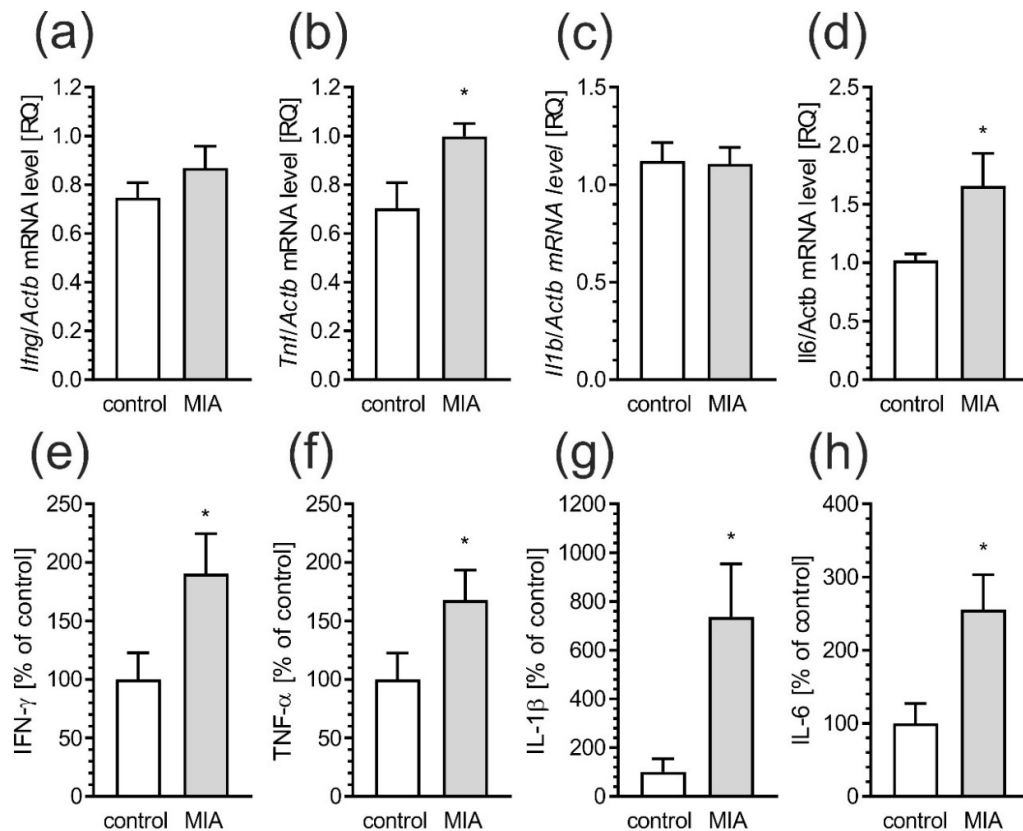 (a)
(b)
(c)
(d)
Ifng/Actb mRNA level [RQ]
1.2
1.0
0.8
0.6
0.4
0.2
0.0
control MIA
Tnf/Actb mRNA level [RQ]
1.2
1.0
0.8
0.6
0.4
0.2
0.0
*
control MIA
Il1b/Actb mRNA level [RQ]
1.5
1.0
0.5
0.0
control MIA
Il6/Actb mRNA level [RQ]
2.5
2.0
1.5
1.0
0.5
0.0
*
control MIA
(e)
(f)
(g)
(h)
IFN-γ [% of control]
250
200
150
100
50
0
*
control MIA
TNF-α [% of control]
250
200
150
100
50
0
*
control MIA
IL-1β [% of control]
1200
1000
800
600
400
200
0
*
control MIA
IL-6 [% of control]
400
300
200
100
0
*
control MIA